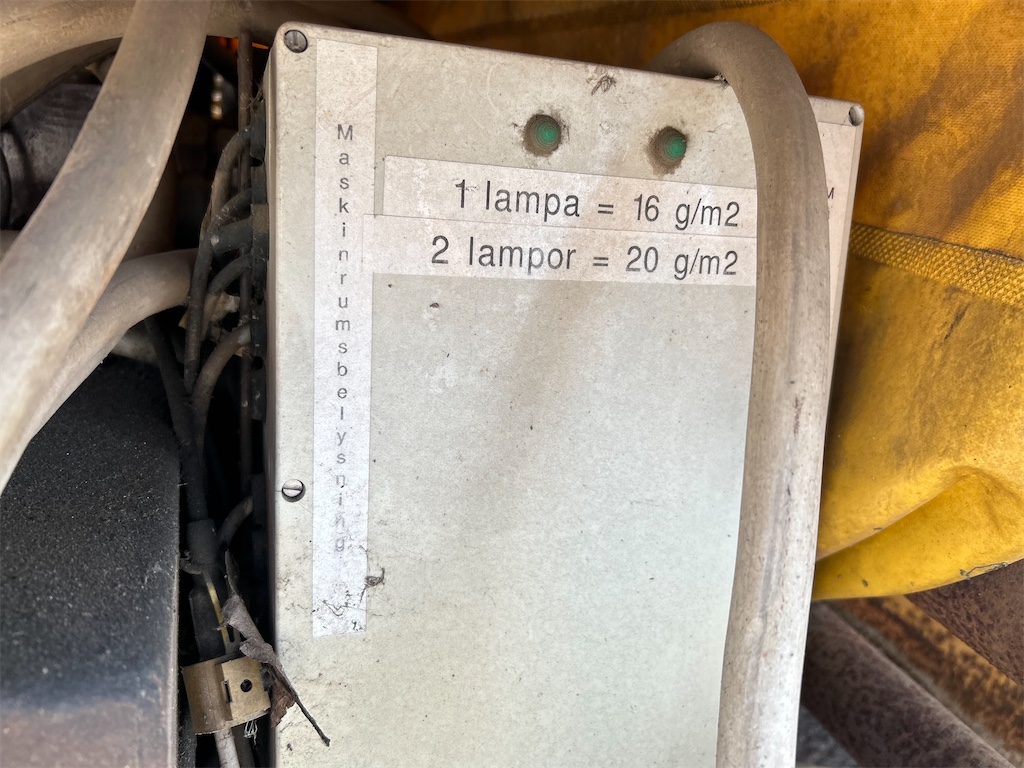 Maskinrumsbelysning
1 lampa = 16 g/m2
2 lampor = 20 g/m2
M